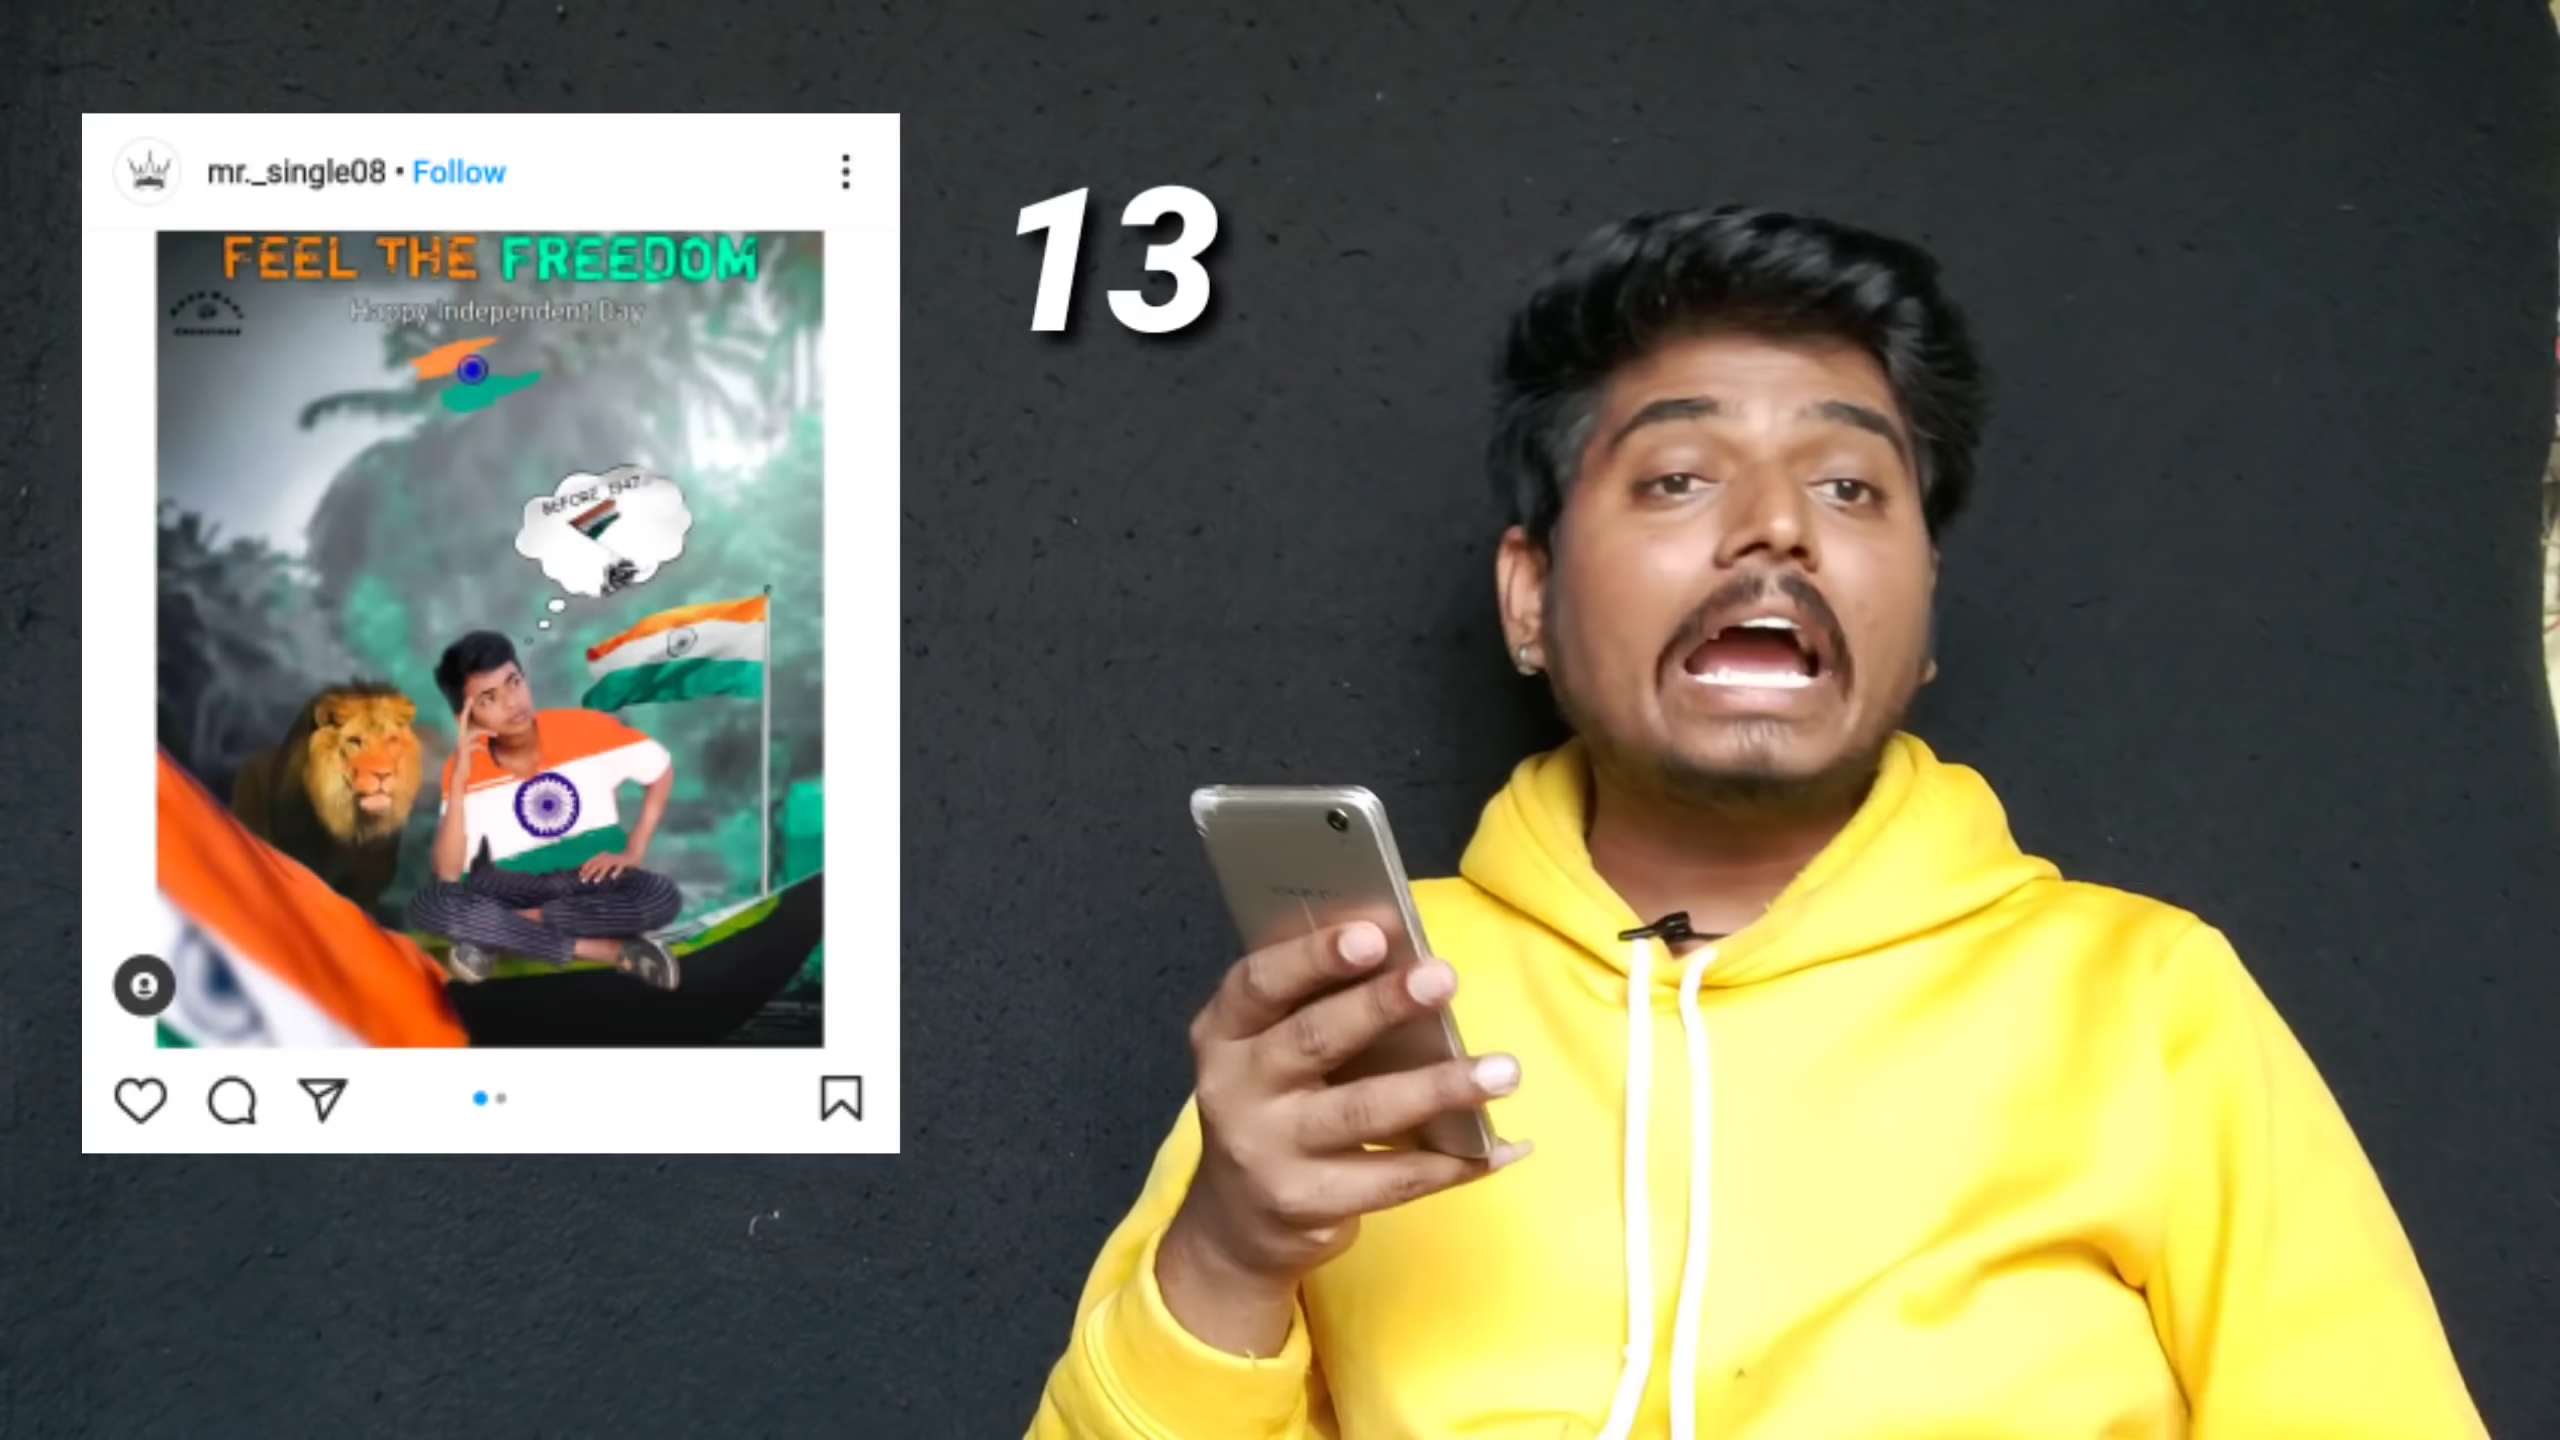 mr._single08 • Follow
FEEL THE FREEDOM
Happy Independent Day
BEFORE 1947
13